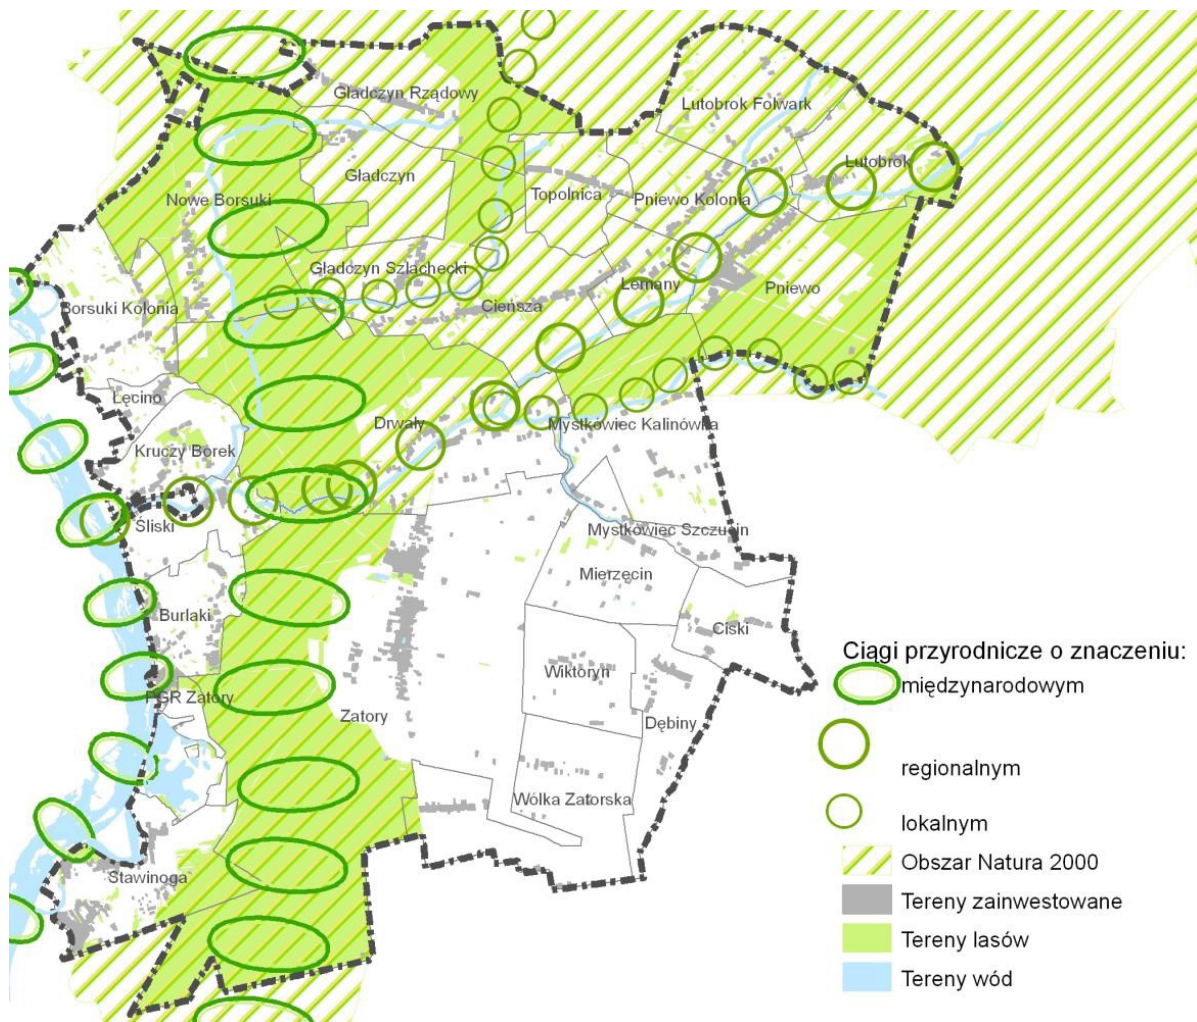 Gładczyn Rządowy
Lutobrok Folwark
Lutobrok
Gładczyn
Topolnica
Nowe Borsuki
Pniewo Kolonia
Gładczyn Szlachecki
Lemany
Pniewo
Borsuki Kolonia
Cieńsza
Łęcino
Drwały
Mystkówiec Kalinówka
Kruczy Borek
Śliski
Mystkówiec Szczucin
Mierzęcin
Burlaki
Ciski
Wiktoryn
PGR Zatory
Zatory
Dębiny
Wólka Zatorska
Stawinoga
Ciągi przyrodnicze o znaczeniu:
międzynarodowym
regionalnym
lokalnym
Obszar Natura 2000
Tereny zainwestowane
Tereny lasów
Tereny wód